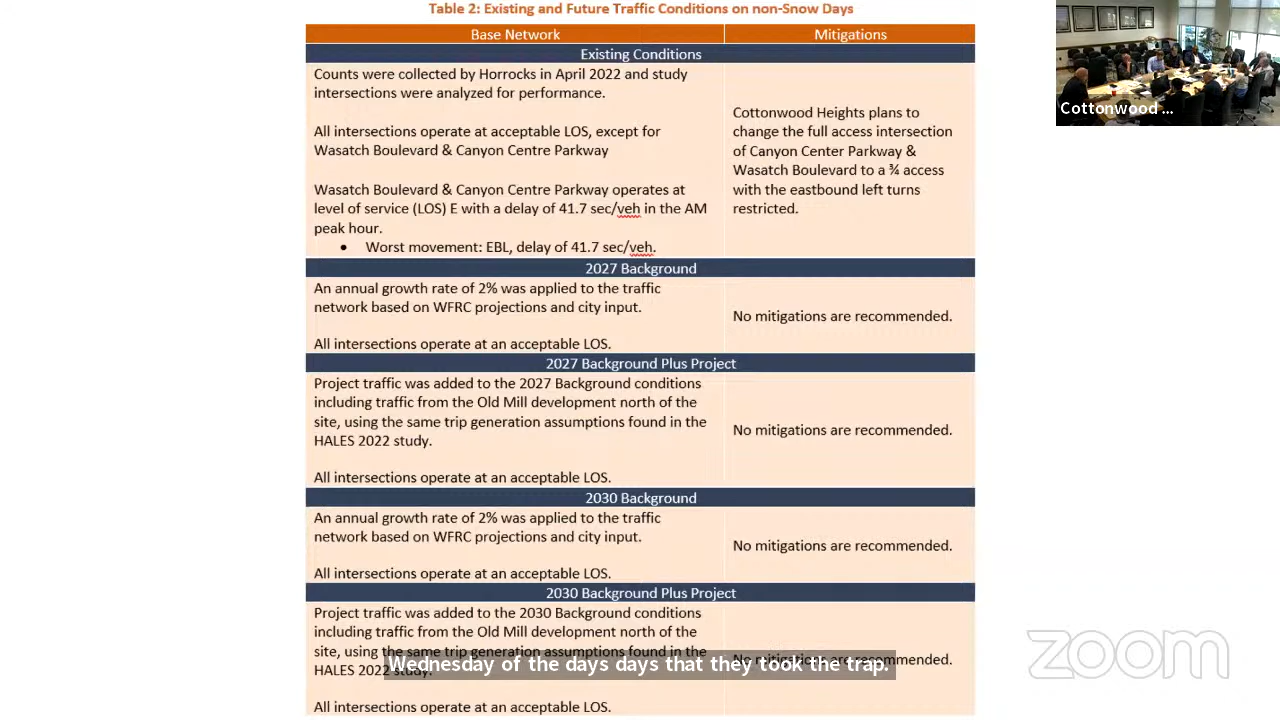 Table 2: Existing and Future Traffic Conditions on non-Snow Days
Base Network
Mitigations
Existing Conditions
Counts were collected by Horrocks in April 2022 and study
intersections were analyzed for performance.
All intersections operate at acceptable LOS, except for
Wasatch Boulevard & Canyon Centre Parkway
Wasatch Boulevard & Canyon Centre Parkway operates at
level of service (LOS) E with a delay of 41.7 sec/veh in the AM
peak hour.
• Worst movement: EBL, delay of 41.7 sec/veh.
Cottonwood Heights plans to
change the full access intersection
of Canyon Center Parkway &
Wasatch Boulevard to a ¾ access
with the eastbound left turns
restricted.
2027 Background
An annual growth rate of 2% was applied to the traffic
network based on WFRC projections and city input.
All intersections operate at an acceptable LOS.
No mitigations are recommended.
2027 Background Plus Project
Project traffic was added to the 2027 Background conditions
including traffic from the Old Mill development north of the
site, using the same trip generation assumptions found in the
HALES 2022 study.
All intersections operate at an acceptable LOS.
No mitigations are recommended.
2030 Background
An annual growth rate of 2% was applied to the traffic
network based on WFRC projections and city input.
All intersections operate at an acceptable LOS.
No mitigations are recommended.
2030 Background Plus Project
Project traffic was added to the 2030 Background conditions
including traffic from the Old Mill development north of the
site, using the same trip generation assumptions found in the
HALES 2022 study.
All intersections operate at an acceptable LOS.
No mitigations are recommended.
Wednesday of the days days that they took the trap.
Cottonwood ...
zoom